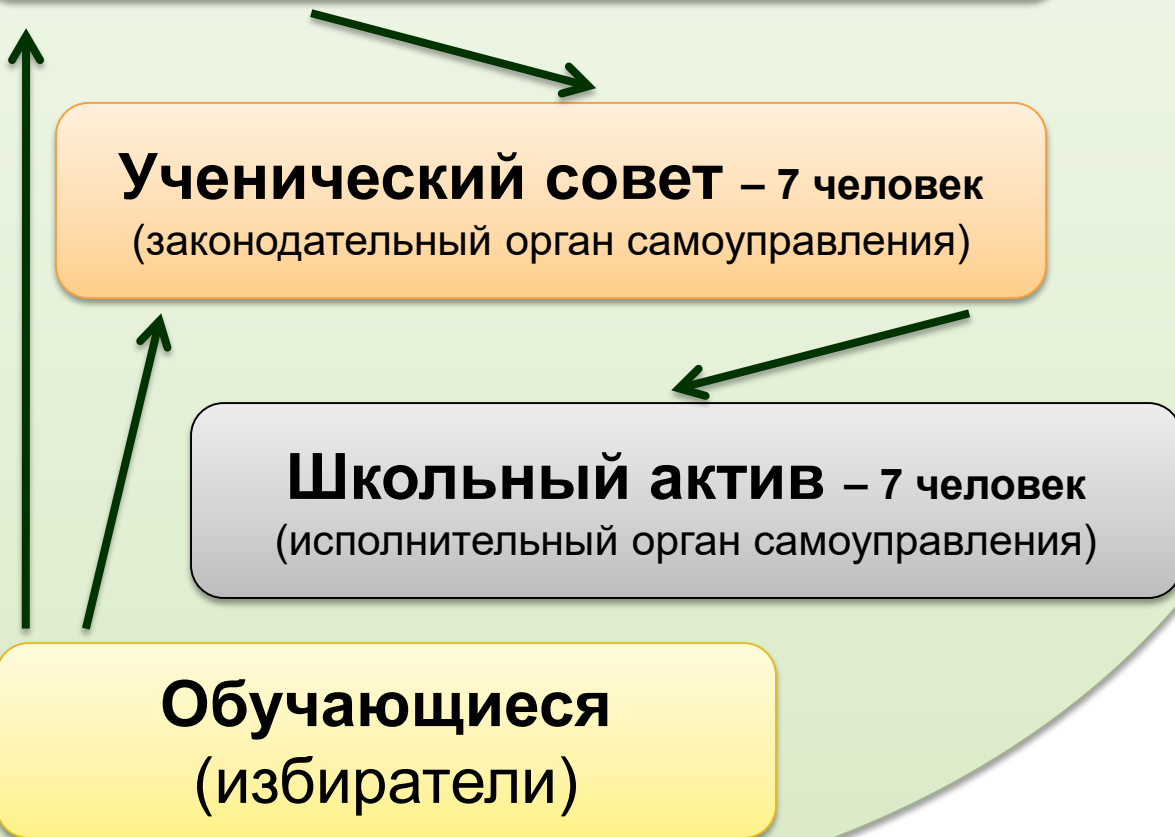 Ученический совет – 7 человек
(законодательный орган самоуправления)
Школьный актив – 7 человек
(исполнительный орган самоуправления)
Обучающиеся
(избиратели)